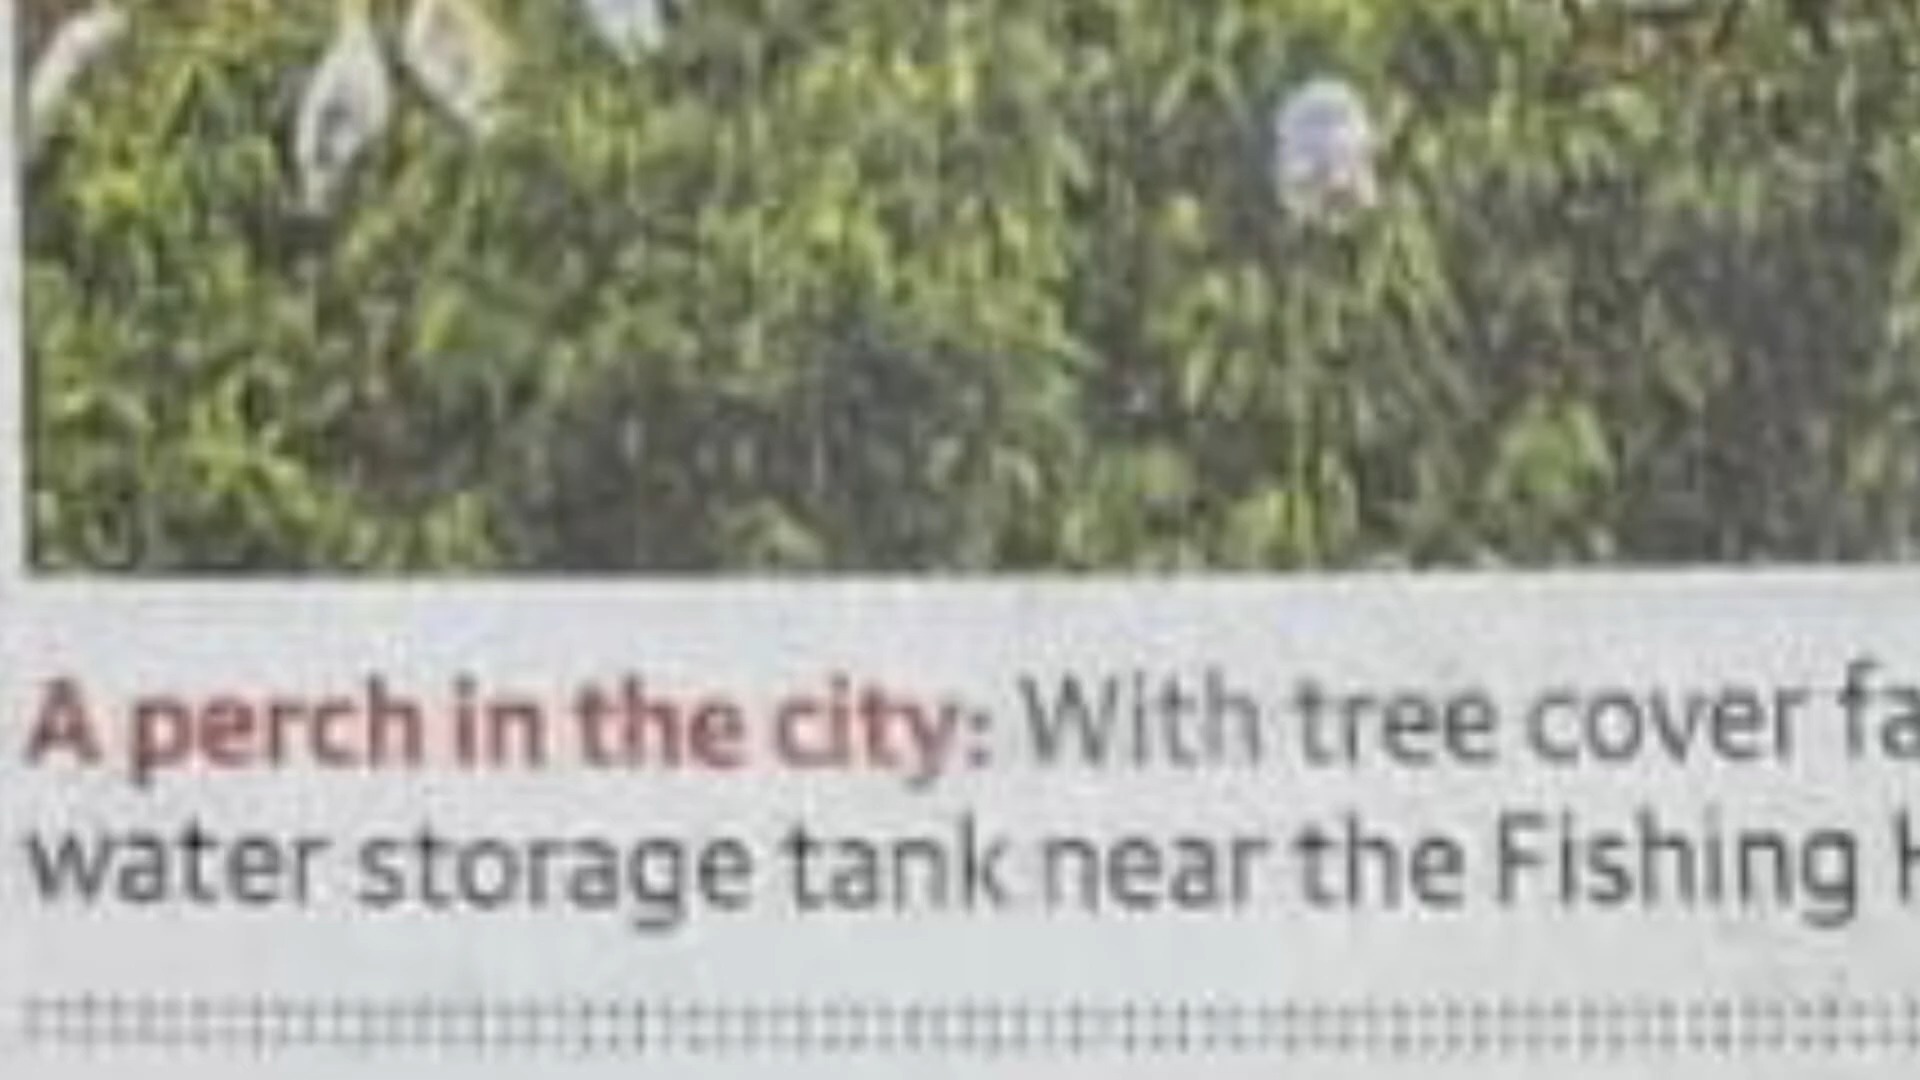 A perch in the city: With tree cover fa
water storage tank near the Fishing H